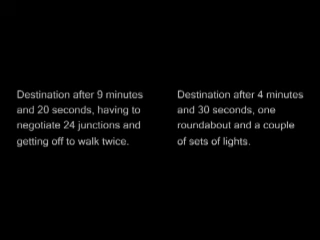 Destination after 9 minutes
and 20 seconds, having to
negotiate 24 junctions and
getting off to walk twice.
Destination after 4 minutes
and 30 seconds, one
roundabout and a couple
of sets of lights.